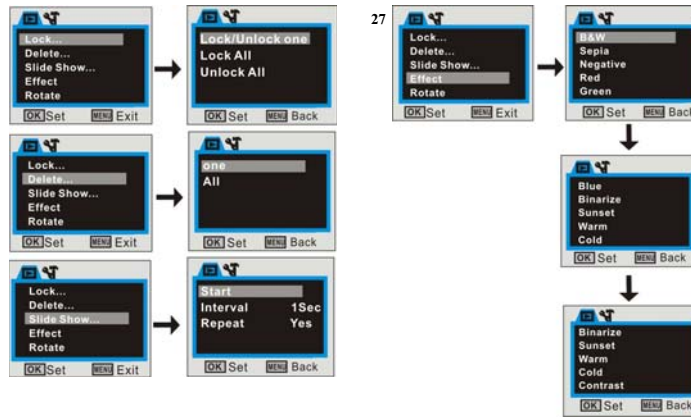 Lock...
Delete...
Slide Show...
Effect
Rotate
OK Set MENU Exit
Lock/Unlock one
Lock All
Unlock All
OK Set MENU Back
Lock...
Delete...
Slide Show...
Effect
Rotate
OK Set MENU Exit
one
All
OK Set MENU Back
Lock...
Delete...
Slide Show...
Effect
Rotate
OK Set MENU Exit
Start
Interval 1Sec
Repeat Yes
OK Set MENU Back
27
Lock...
Delete...
Slide Show...
Effect
Rotate
OK Set MENU Exit
B&W
Sepia
Negative
Red
Green
OK Set MENU Back
Blue
Binarize
Sunset
Warm
Cold
OK Set MENU Back
Binarize
Sunset
Warm
Cold
Contrast
OK Set MENU Back